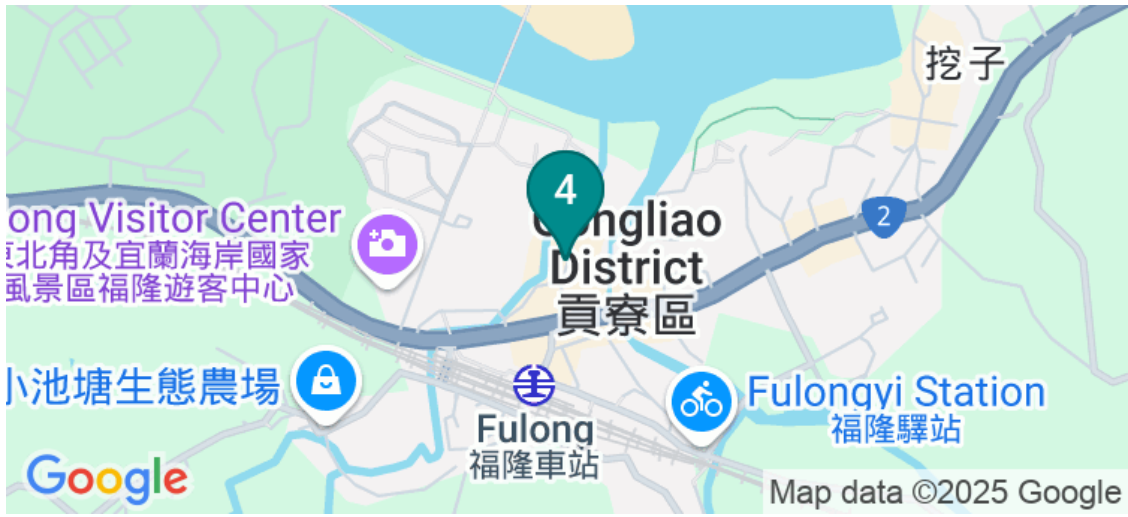 挖子
4
2
ong Visitor Center
東北角及宜蘭海岸國家
風景區福隆遊客中心
Gongliao
District
貢寮區
小池塘生態農場
Fulong
福隆車站
Fulongyi Station
福隆驛站
Google
Map data ©2025 Google